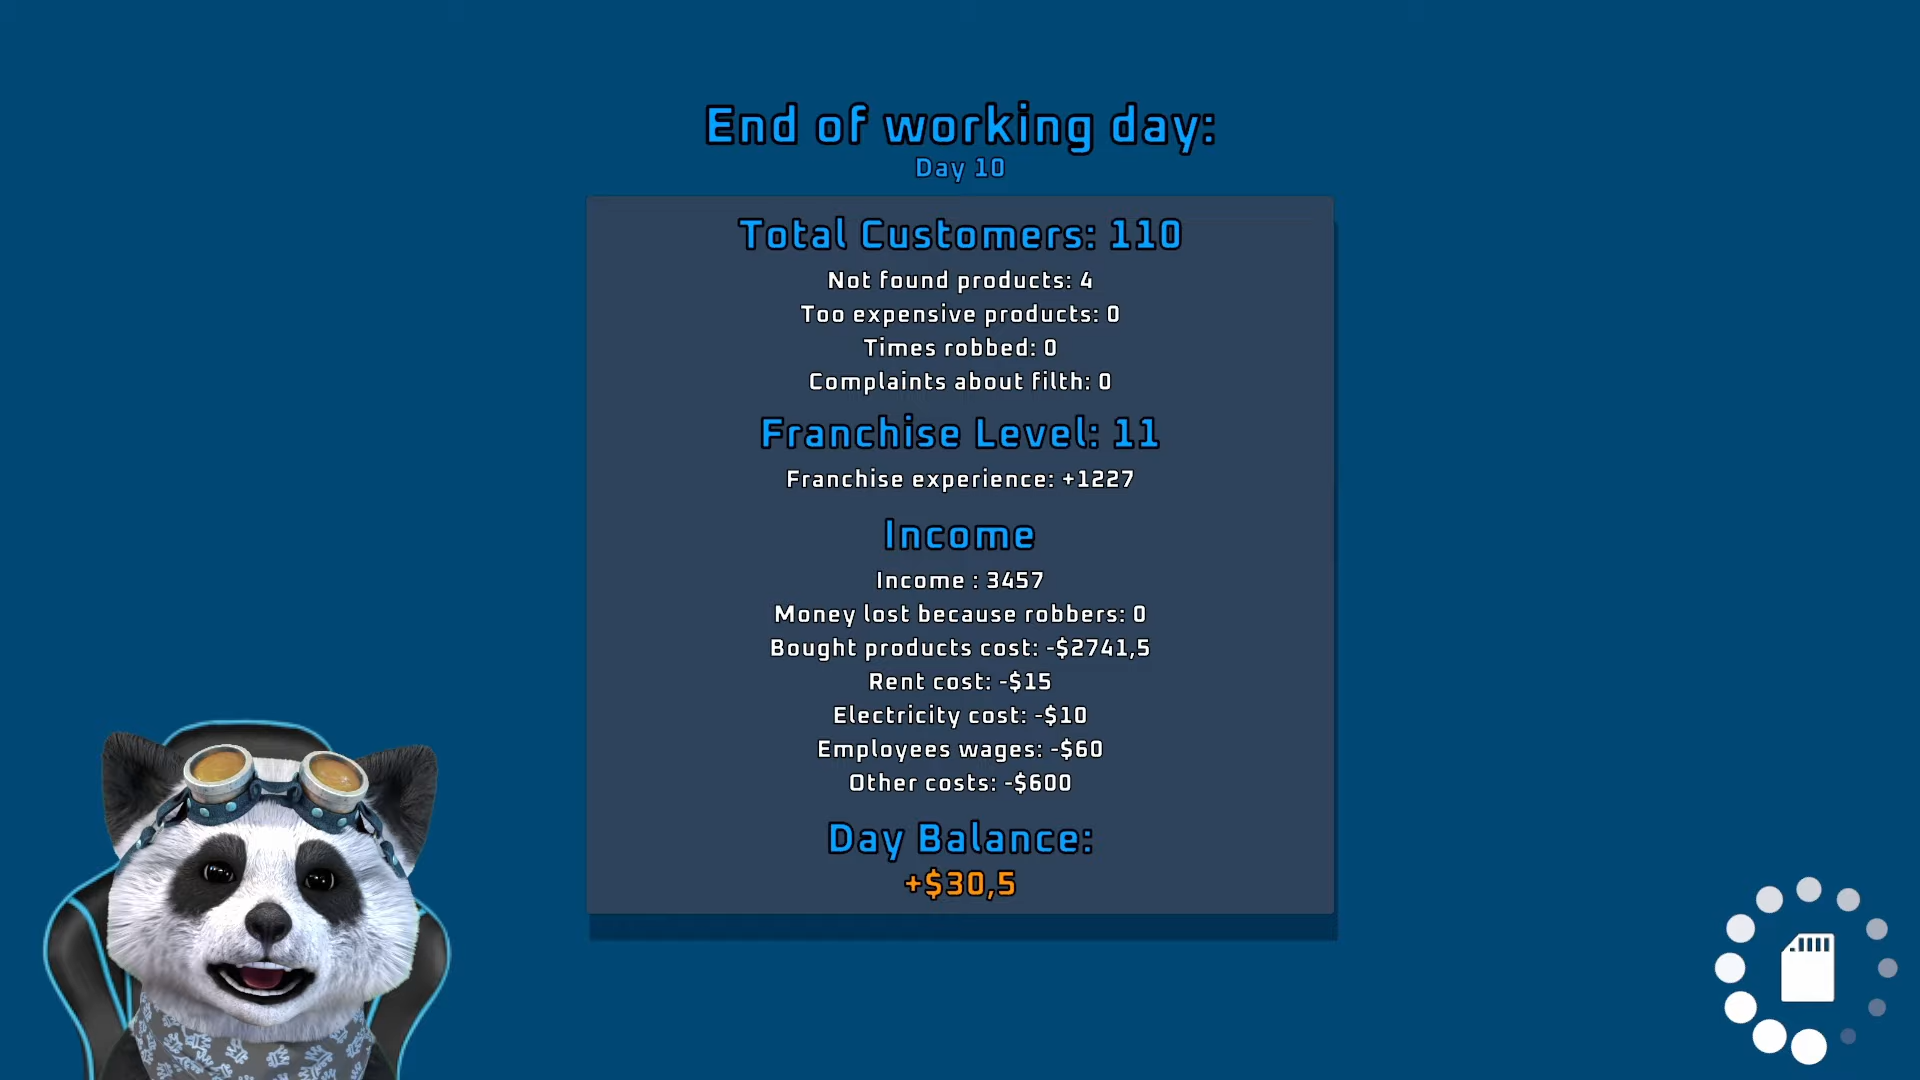 End of working day:
Day 10
Total Customers: 110
Not found products: 4
Too expensive products: 0
Times robbed: 0
Complaints about filth: 0
Franchise Level: 11
Franchise experience: +1227
Income
Income : 3457
Money lost because robbers: 0
Bought products cost: -$2741,5
Rent cost: -$15
Electricity cost: -$10
Employees wages: -$60
Other costs: -$600
Day Balance:
+$30,5